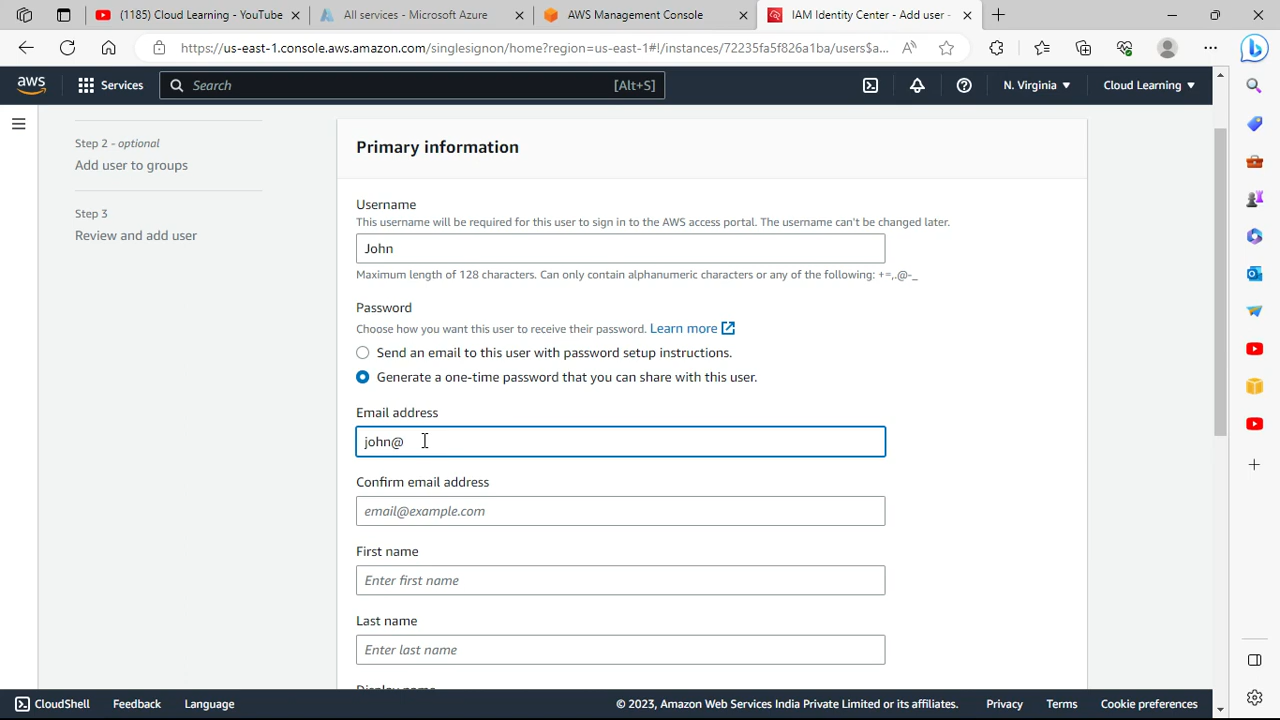 (1185) Cloud Learning - YouTube
All services - Microsoft Azure
AWS Management Console
IAM Identity Center - Add user -
https://us-east-1.console.aws.amazon.com/singlesignon/home?region=us-east-1#!/instances/72235fa5f826a1ba/users$a...
aws
Services
Search
[Alt+S]
N. Virginia
Cloud Learning
Step 2 - optional
Add user to groups
Step 3
Review and add user
Primary information
Username
This username will be required for this user to sign in to the AWS access portal. The username can't be changed later.
John
Maximum length of 128 characters. Can only contain alphanumeric characters or any of the following: +=,.@-_
Password
Choose how you want this user to receive their password. Learn more
Send an email to this user with password setup instructions.
Generate a one-time password that you can share with this user.
Email address
john@
Confirm email address
email@example.com
First name
Enter first name
Last name
Enter last name
Display name
CloudShell
Feedback
Language
© 2023, Amazon Web Services India Private Limited or its affiliates.
Privacy
Terms
Cookie preferences